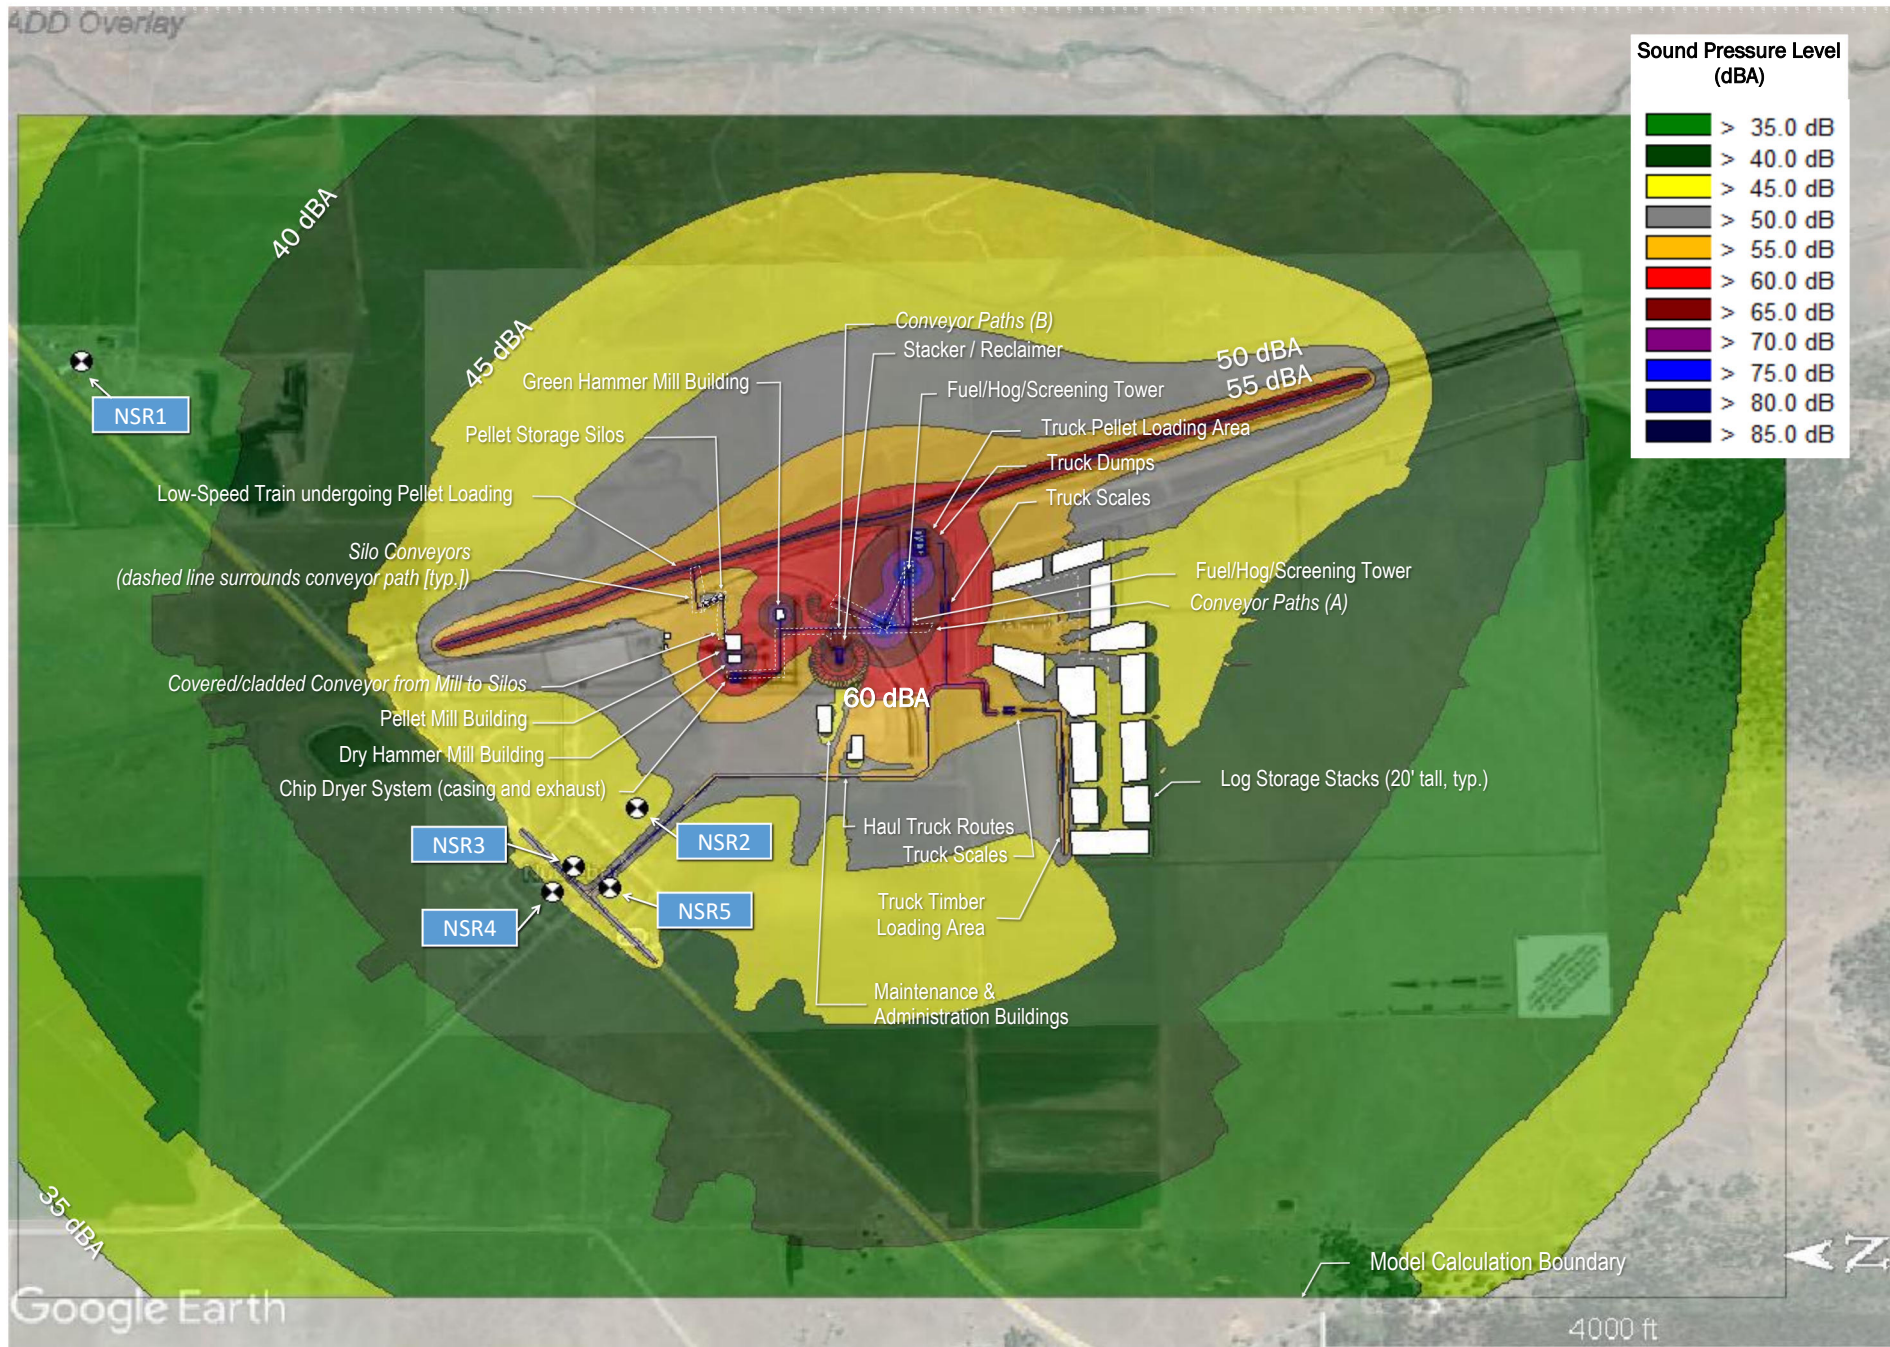 ADD Overlay
Sound Pressure Level
(dBA)
> 35.0 dB
> 40.0 dB
> 45.0 dB
> 50.0 dB
> 55.0 dB
> 60.0 dB
> 65.0 dB
> 70.0 dB
> 75.0 dB
> 80.0 dB
> 85.0 dB
40 dBA
45 dBA
50 dBA
55 dBA
Conveyor Paths (B)
Stacker / Reclaimer
Green Hammer Mill Building
Fuel/Hog/Screening Tower
NSR1
Pellet Storage Silos
Truck Pellet Loading Area
Truck Dumps
Low-Speed Train undergoing Pellet Loading
Truck Scales
Silo Conveyors
(dashed line surrounds conveyor path [typ.])
Fuel/Hog/Screening Tower
Conveyor Paths (A)
Covered/cladded Conveyor from Mill to Silos
60 dBA
Pellet Mill Building
Dry Hammer Mill Building
Chip Dryer System (casing and exhaust)
Log Storage Stacks (20' tall, typ.)
Haul Truck Routes
Truck Scales
NSR2
NSR3
NSR4
NSR5
Truck Timber
Loading Area
Maintenance &
Administration Buildings
35 dBA
Model Calculation Boundary
Z
Google Earth
4000 ft